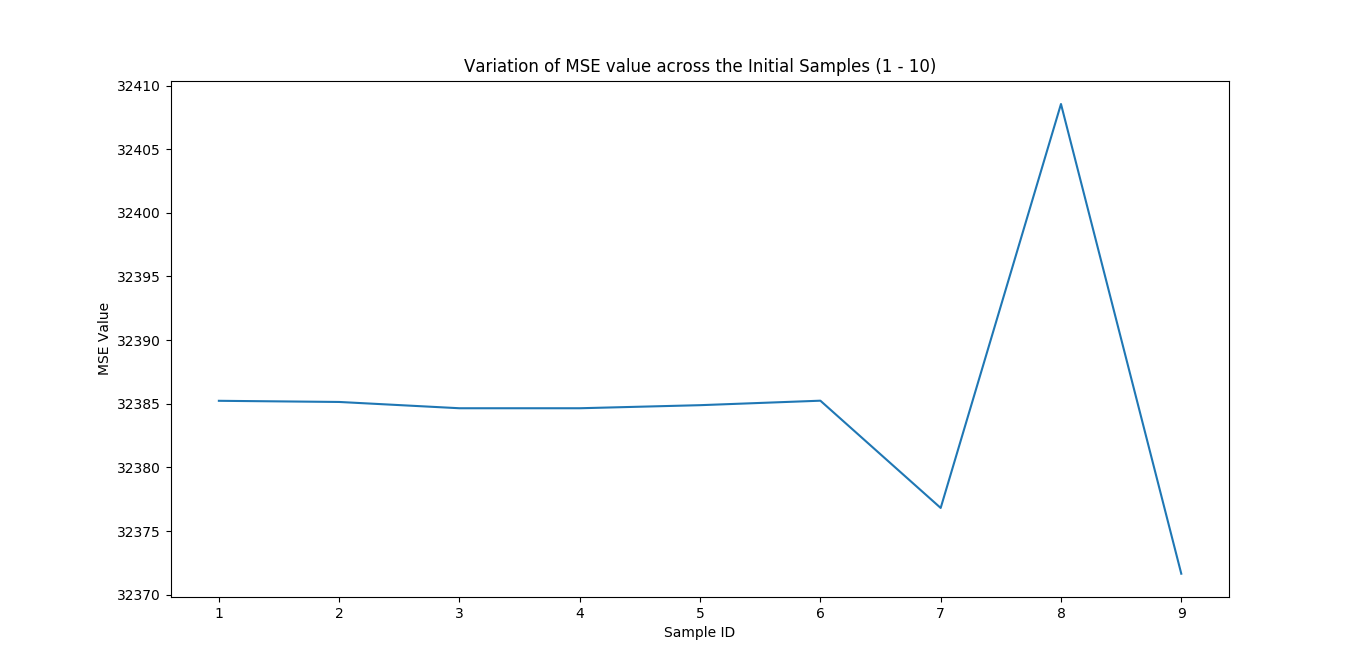 Variation of MSE value across the Initial Samples (1 - 10)
32410
32405
32400
32395
32390
32385
32380
32375
32370
MSE Value
1 2 3 4 5 6 7 8 9
Sample ID